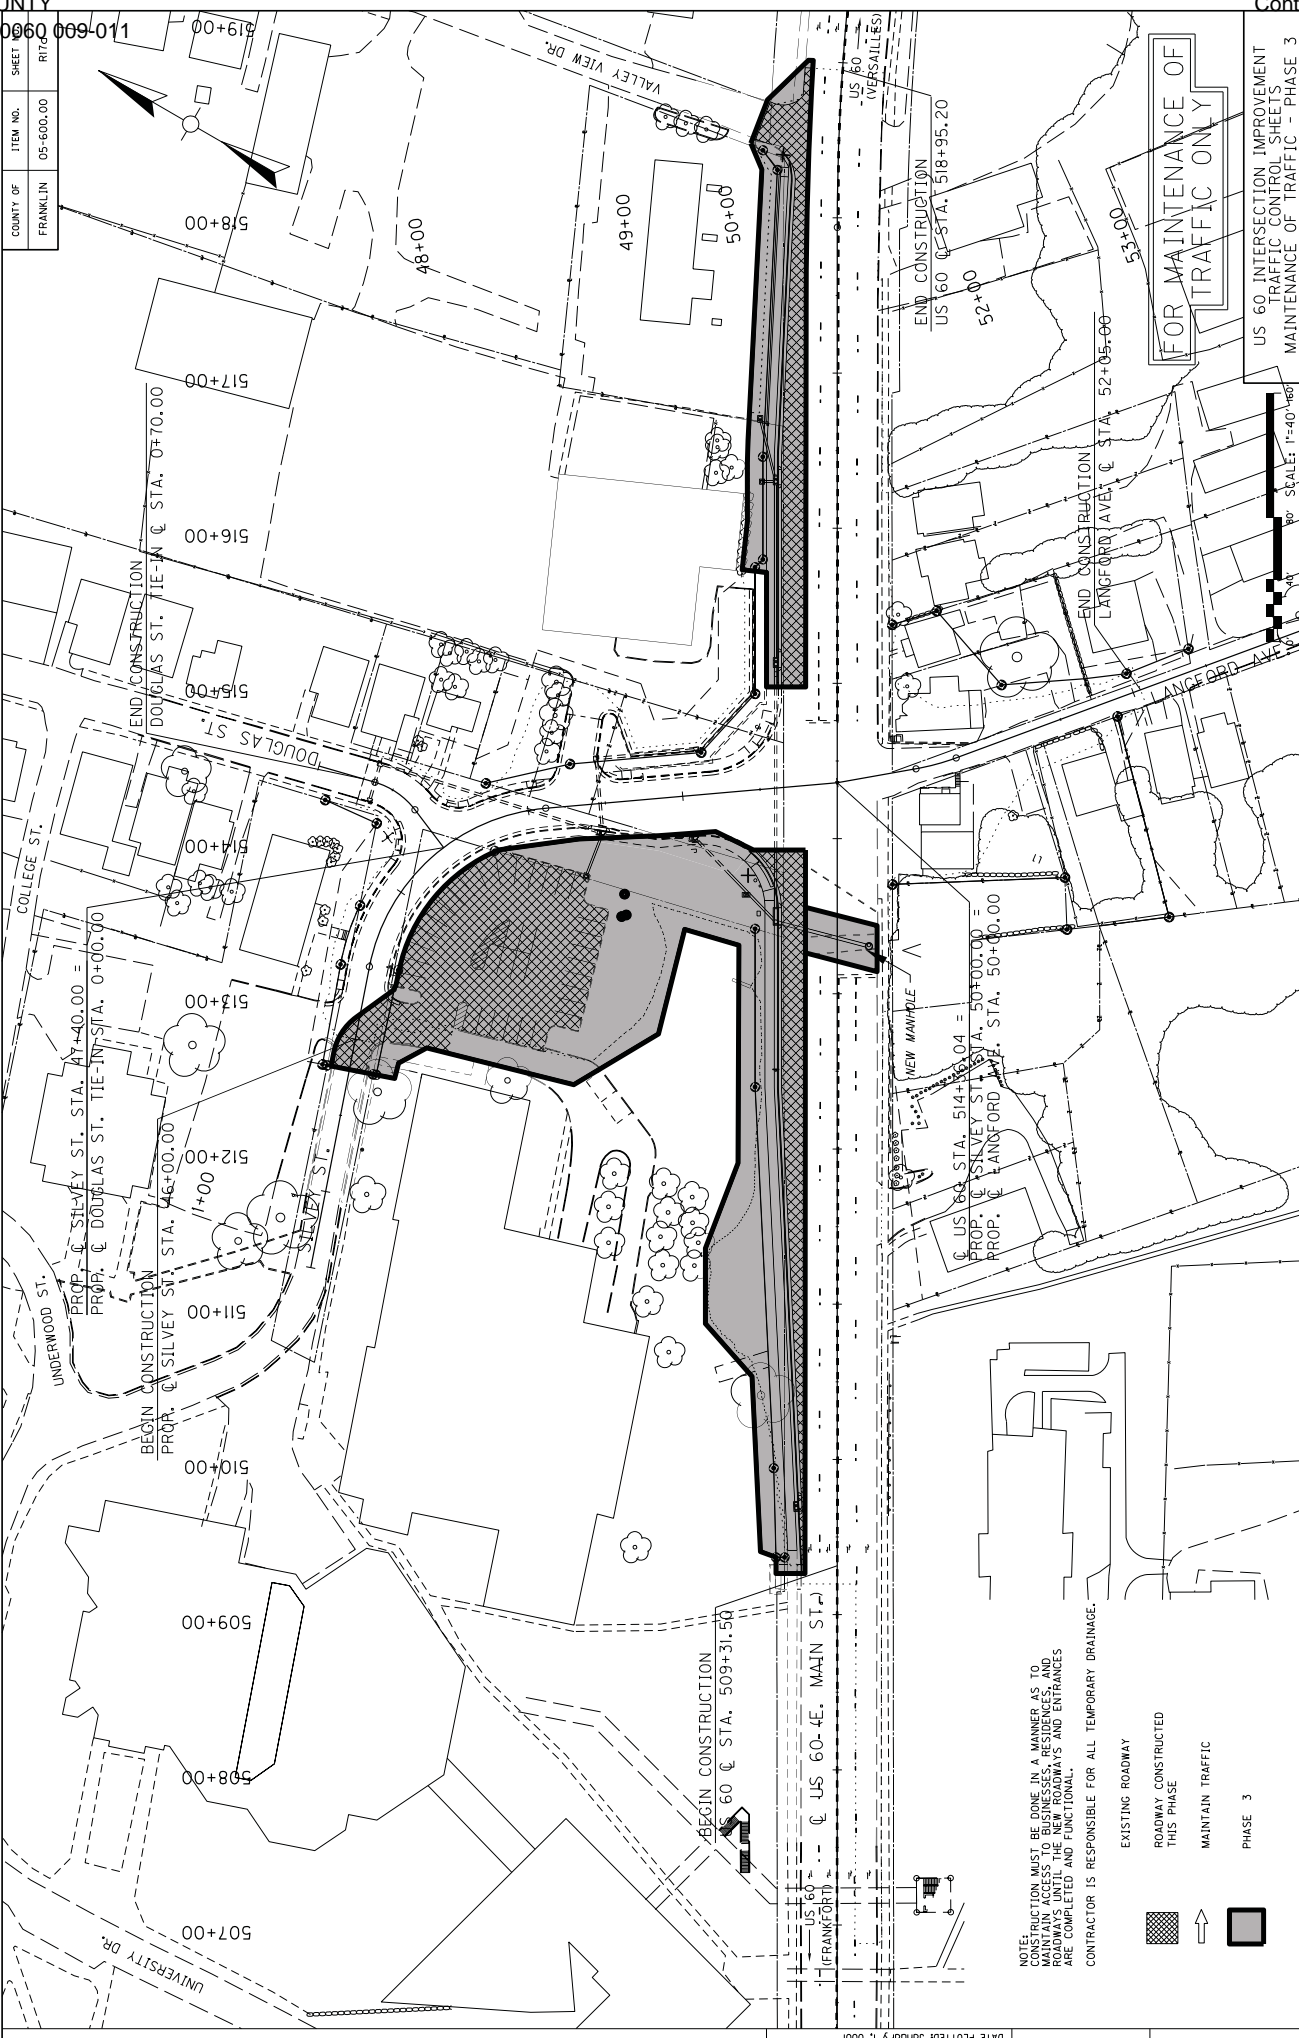 0060 009-011
COUNTY OF
ITEM NO.
FRANKLIN
05-600.00
US 60 INTERSECTION IMPROVEMENT
TRAFFIC CONTROL SHEETS
MAINTENANCE OF TRAFFIC - PHASE 3
FOR MAINTENANCE OF
TRAFFIC ONLY
SCALE: 1"=40'
VALLEY VIEW DR.
US 60
(VERSAILLES)
END CONSTRUCTION
US 60 ℄ STA. 518+95.20
END CONSTRUCTION
LANGFORD AVE. ℄ STA. 52+05.00
LANGFORD AVE.
END CONSTRUCTION
DOUGLAS ST. TIE-IN ℄ STA. 0+70.00
DOUGLAS ST.
COLLEGE ST.
PROP. ℄ SILVEY ST. STA. 47+40.00 =
PROP. ℄ DOUGLAS ST. TIE-IN STA. 0+00.00
BEGIN CONSTRUCTION
PROP. ℄ SILVEY ST. STA. 46+00.00
SILVEY ST.
UNDERWOOD ST.
NEW MANHOLE
PROP. ℄ SILVEY ST. STA. 50+00.00 =
PROP. ℄ LANGFORD AVE. STA. 50+00.00
BEGIN CONSTRUCTION
US 60 ℄ STA. 509+31.50
℄ US 60 (E. MAIN ST.)
US 60
(FRANKFORT)
UNIVERSITY DR.
519+00
518+00
517+00
516+00
515+00
514+00
513+00
512+00
511+00
510+00
509+00
508+00
507+00
48+00
49+00
50+00
52+00
53+00
1+00
NOTE:
CONSTRUCTION MUST BE DONE IN A MANNER AS TO
MAINTAIN ACCESS TO BUSINESSES, RESIDENCES, AND
ROADWAYS UNTIL THE NEW ROADWAYS AND ENTRANCES
ARE COMPLETED AND FUNCTIONAL.
CONTRACTOR IS RESPONSIBLE FOR ALL TEMPORARY DRAINAGE.
EXISTING ROADWAY
ROADWAY CONSTRUCTED
THIS PHASE
MAINTAIN TRAFFIC
PHASE 3